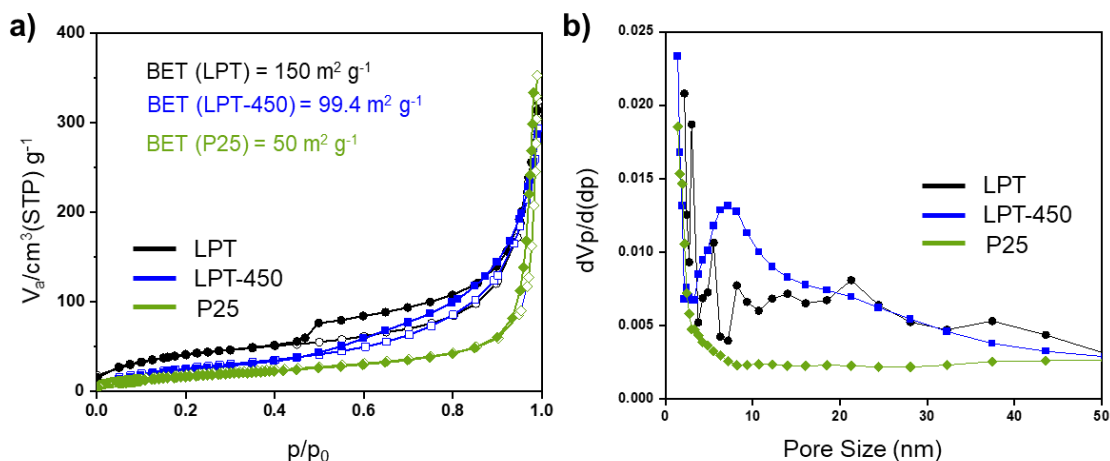 a)
BET (LPT) = 150 m² g⁻¹
BET (LPT-450) = 99.4 m² g⁻¹
BET (P25) = 50 m² g⁻¹
LPT
LPT-450
P25
400
300
200
100
0
0.0 0.2 0.4 0.6 0.8 1.0
Vₐ/cm³(STP) g⁻¹
p/p₀
b)
0.025
0.020
0.015
0.010
0.005
0.000
LPT
LPT-450
P25
0 10 20 30 40 50
dVp/d(dp)
Pore Size (nm)